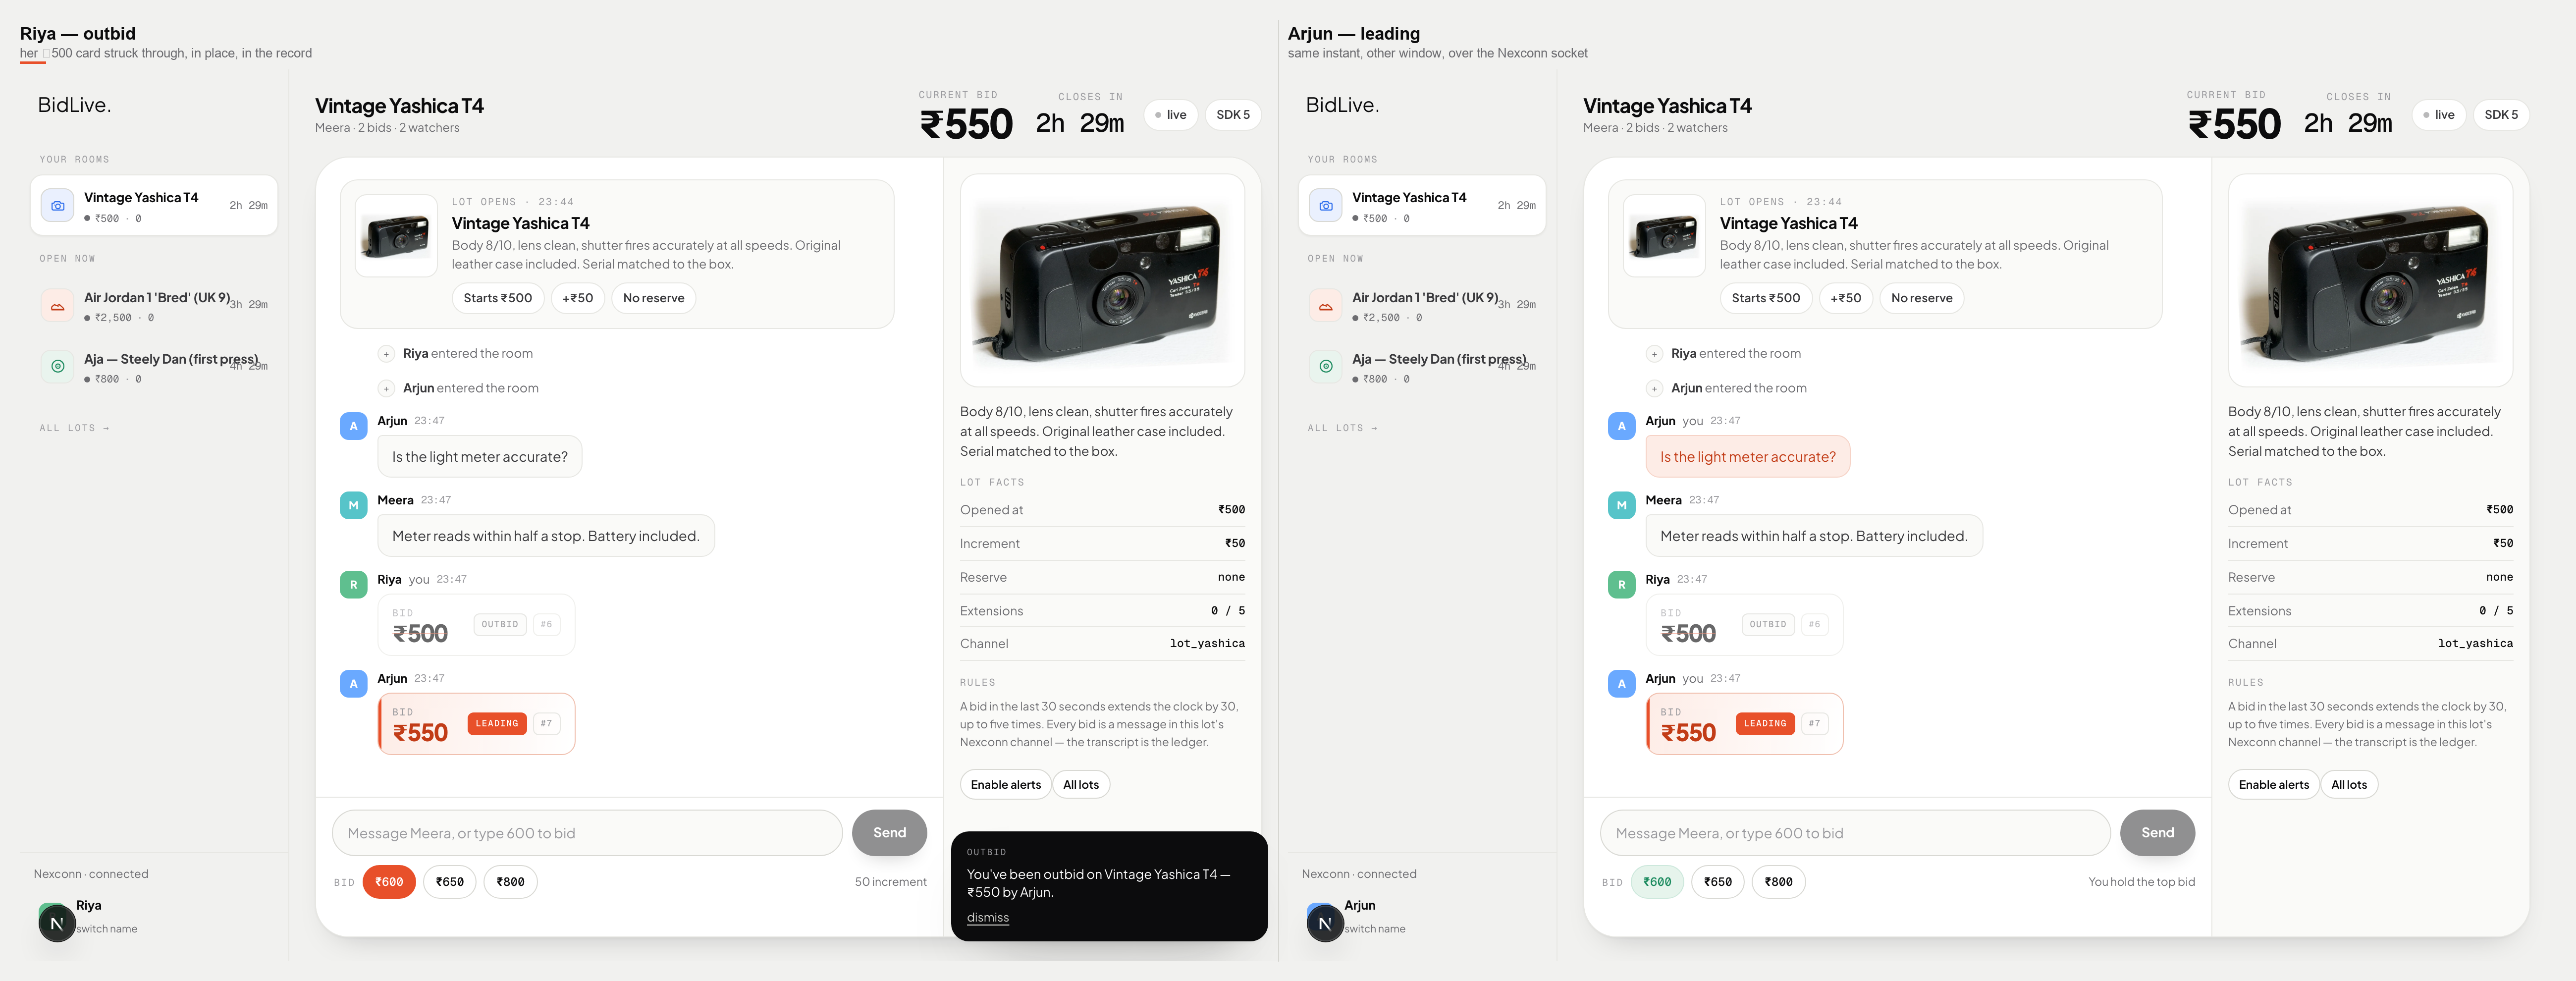 Riya — outbid
her □500 card struck through, in place, in the record
BidLive.
YOUR ROOMS
Vintage Yashica T4
2h 29m
₹500 · 0
OPEN NOW
Air Jordan 1 'Bred' (UK 9)
3h 29m
₹2,500 · 0
Aja — Steely Dan (first press)
4h 29m
₹800 · 0
ALL LOTS →
Nexconn · connected
N
Riya
switch name
Vintage Yashica T4
Meera · 2 bids · 2 watchers
CURRENT BID
₹550
CLOSES IN
2h 29m
live
SDK 5
LOT OPENS · 23:44
Vintage Yashica T4
Body 8/10, lens clean, shutter fires accurately at all speeds. Original
leather case included. Serial matched to the box.
Starts ₹500
+₹50
No reserve
+ Riya entered the room
+ Arjun entered the room
A
Arjun 23:47
Is the light meter accurate?
M
Meera 23:47
Meter reads within half a stop. Battery included.
R
Riya you 23:47
BID
₹500
OUTBID
#6
A
Arjun 23:47
BID
₹550
LEADING
#7
Message Meera, or type 600 to bid
Send
BID
₹600
₹650
₹800
50 increment
YASHICA T4
KYOCERA
Body 8/10, lens clean, shutter fires accurately
at all speeds. Original leather case included.
Serial matched to the box.
LOT FACTS
Opened at ₹500
Increment ₹50
Reserve none
Extensions 0 / 5
Channel lot_yashica
RULES
A bid in the last 30 seconds extends the clock by 30,
up to five times. Every bid is a message in this lot's
Nexconn channel — the transcript is the ledger.
Enable alerts
All lots
OUTBID
You've been outbid on Vintage Yashica T4 —
₹550 by Arjun.
dismiss
Arjun — leading
same instant, other window, over the Nexconn socket
BidLive.
YOUR ROOMS
Vintage Yashica T4
2h 29m
₹500 · 0
OPEN NOW
Air Jordan 1 'Bred' (UK 9)
3h 29m
₹2,500 · 0
Aja — Steely Dan (first press)
4h 29m
₹800 · 0
ALL LOTS →
Nexconn · connected
N
Arjun
switch name
Vintage Yashica T4
Meera · 2 bids · 2 watchers
CURRENT BID
₹550
CLOSES IN
2h 29m
live
SDK 5
LOT OPENS · 23:44
Vintage Yashica T4
Body 8/10, lens clean, shutter fires accurately at all speeds. Original
leather case included. Serial matched to the box.
Starts ₹500
+₹50
No reserve
+ Riya entered the room
+ Arjun entered the room
A
Arjun you 23:47
Is the light meter accurate?
M
Meera 23:47
Meter reads within half a stop. Battery included.
R
Riya 23:47
BID
₹500
OUTBID
#6
A
Arjun you 23:47
BID
₹550
LEADING
#7
Message Meera, or type 600 to bid
Send
BID
₹600
₹650
₹800
You hold the top bid
YASHICA T4
KYOCERA
Body 8/10, lens clean, shutter fires accurately
at all speeds. Original leather case included.
Serial matched to the box.
LOT FACTS
Opened at ₹500
Increment ₹50
Reserve none
Extensions 0 / 5
Channel lot_yashica
RULES
A bid in the last 30 seconds extends the clock by 30,
up to five times. Every bid is a message in this lot's
Nexconn channel — the transcript is the ledger.
Enable alerts
All lots